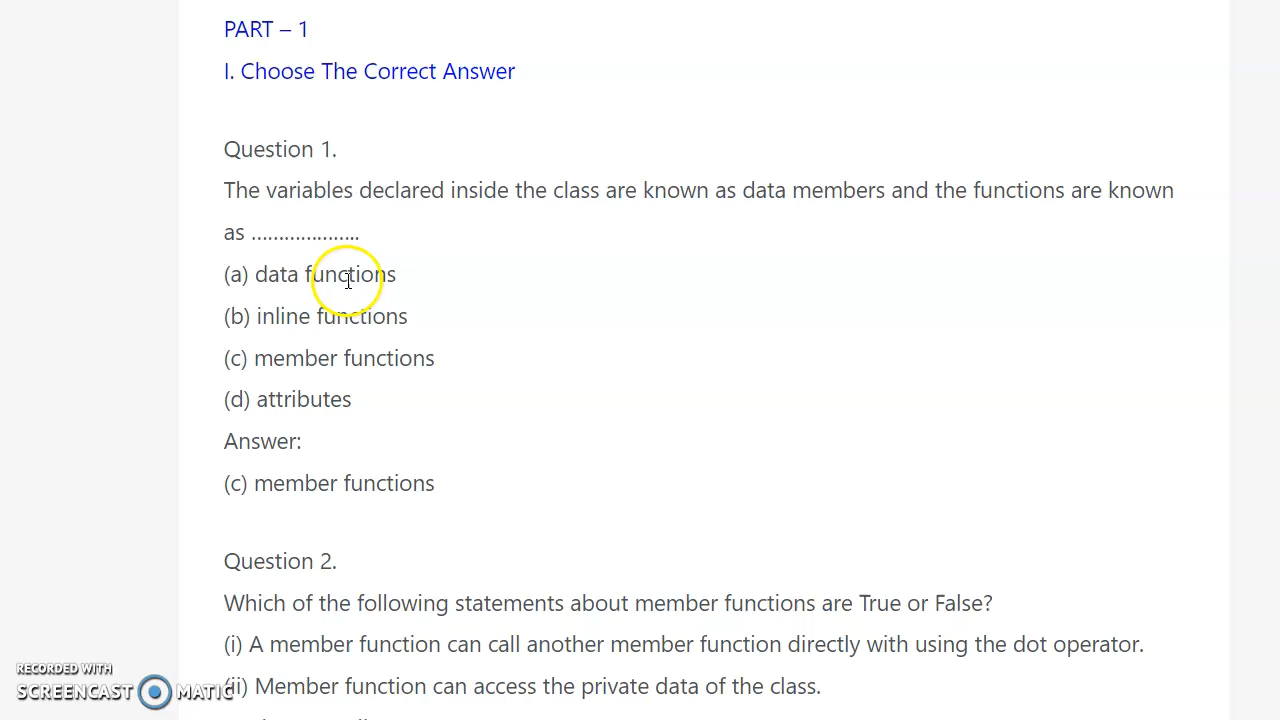 PART – 1
I. Choose The Correct Answer
Question 1.
The variables declared inside the class are known as data members and the functions are known
as ………………..
(a) data functions
(b) inline functions
(c) member functions
(d) attributes
Answer:
(c) member functions
Question 2.
Which of the following statements about member functions are True or False?
(i) A member function can call another member function directly with using the dot operator.
(ii) Member function can access the private data of the class.
RECORDED WITH
SCREENCAST MATIC